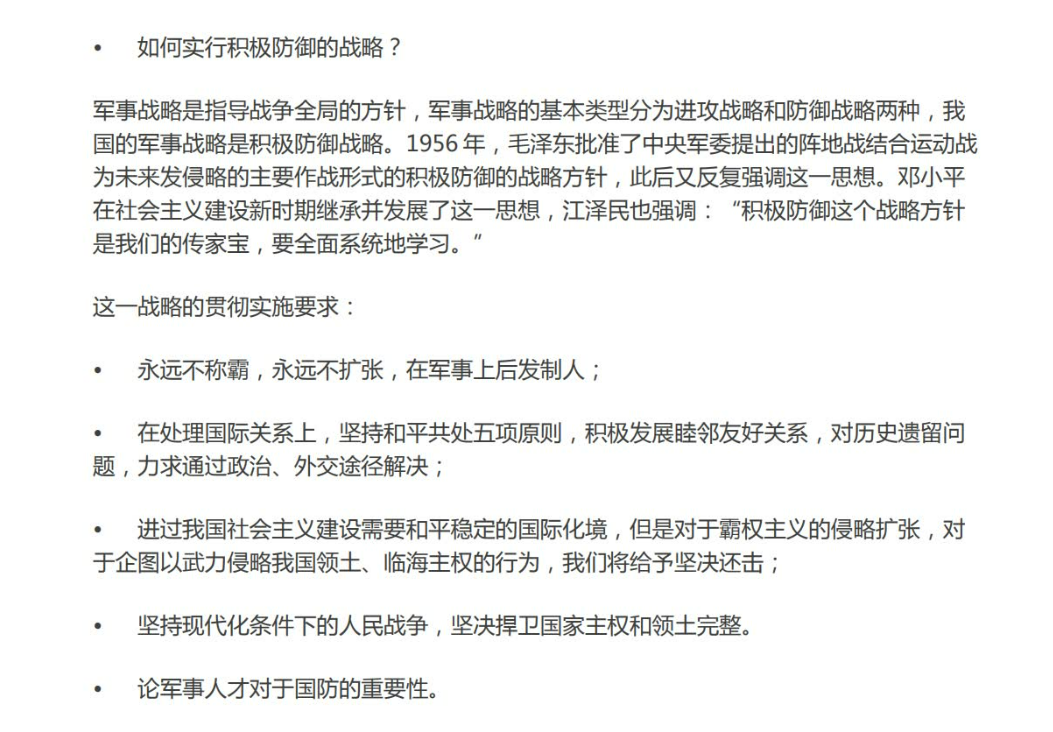 • 如何实行积极防御的战略？
军事战略是指导战争全局的方针，军事战略的基本类型分为进攻战略和防御战略两种，我
国的军事战略是积极防御战略。1956 年，毛泽东批准了中央军委提出的阵地战结合运动战
为未来发侵略的主要作战形式的积极防御的战略方针，此后又反复强调这一思想。邓小平
在社会主义建设新时期继承并发展了这一思想，江泽民也强调：“积极防御这个战略方针
是我们的传家宝，要全面系统地学习。”
这一战略的贯彻实施要求：
• 永远不称霸，永远不扩张，在军事上后发制人；
• 在处理国际关系上，坚持和平共处五项原则，积极发展睦邻友好关系，对历史遗留问
题，力求通过政治、外交途径解决；
• 进过我国社会主义建设需要和平稳定的国际化境，但是对于霸权主义的侵略扩张，对
于企图以武力侵略我国领土、临海主权的行为，我们将给予坚决还击；
• 坚持现代化条件下的人民战争，坚决捍卫国家主权和领土完整。
• 论军事人才对于国防的重要性。